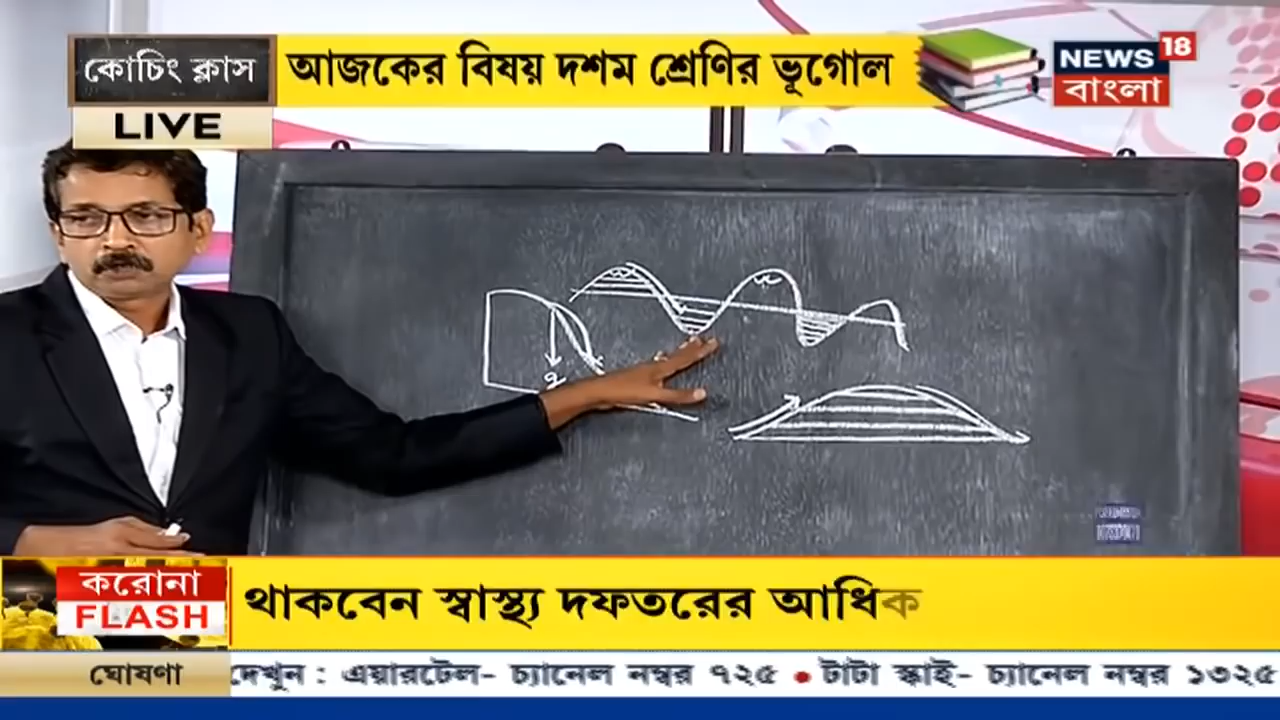 কোচিং ক্লাস
LIVE
আজকের বিষয় দশম শ্রেণির ভূগোল
NEWS 18
বাংলা
করোনা
FLASH
থাকবেন স্বাস্থ্য দফতরের আধিক
ঘোষণা
দেখুন : এয়ারটেল- চ্যানেল নম্বর ৭২৫ • টাটা স্কাই- চ্যানেল নম্বর ১৩২৫